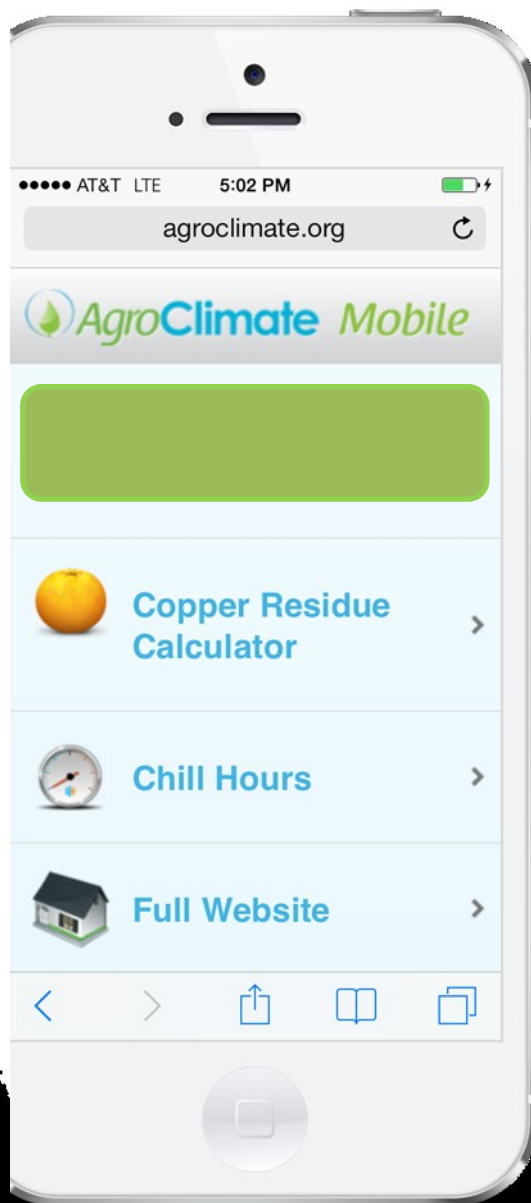 AT&T LTE 5:02 PM
agroclimate.org
AgroClimate Mobile
Copper Residue
Calculator
Chill Hours
Full Website